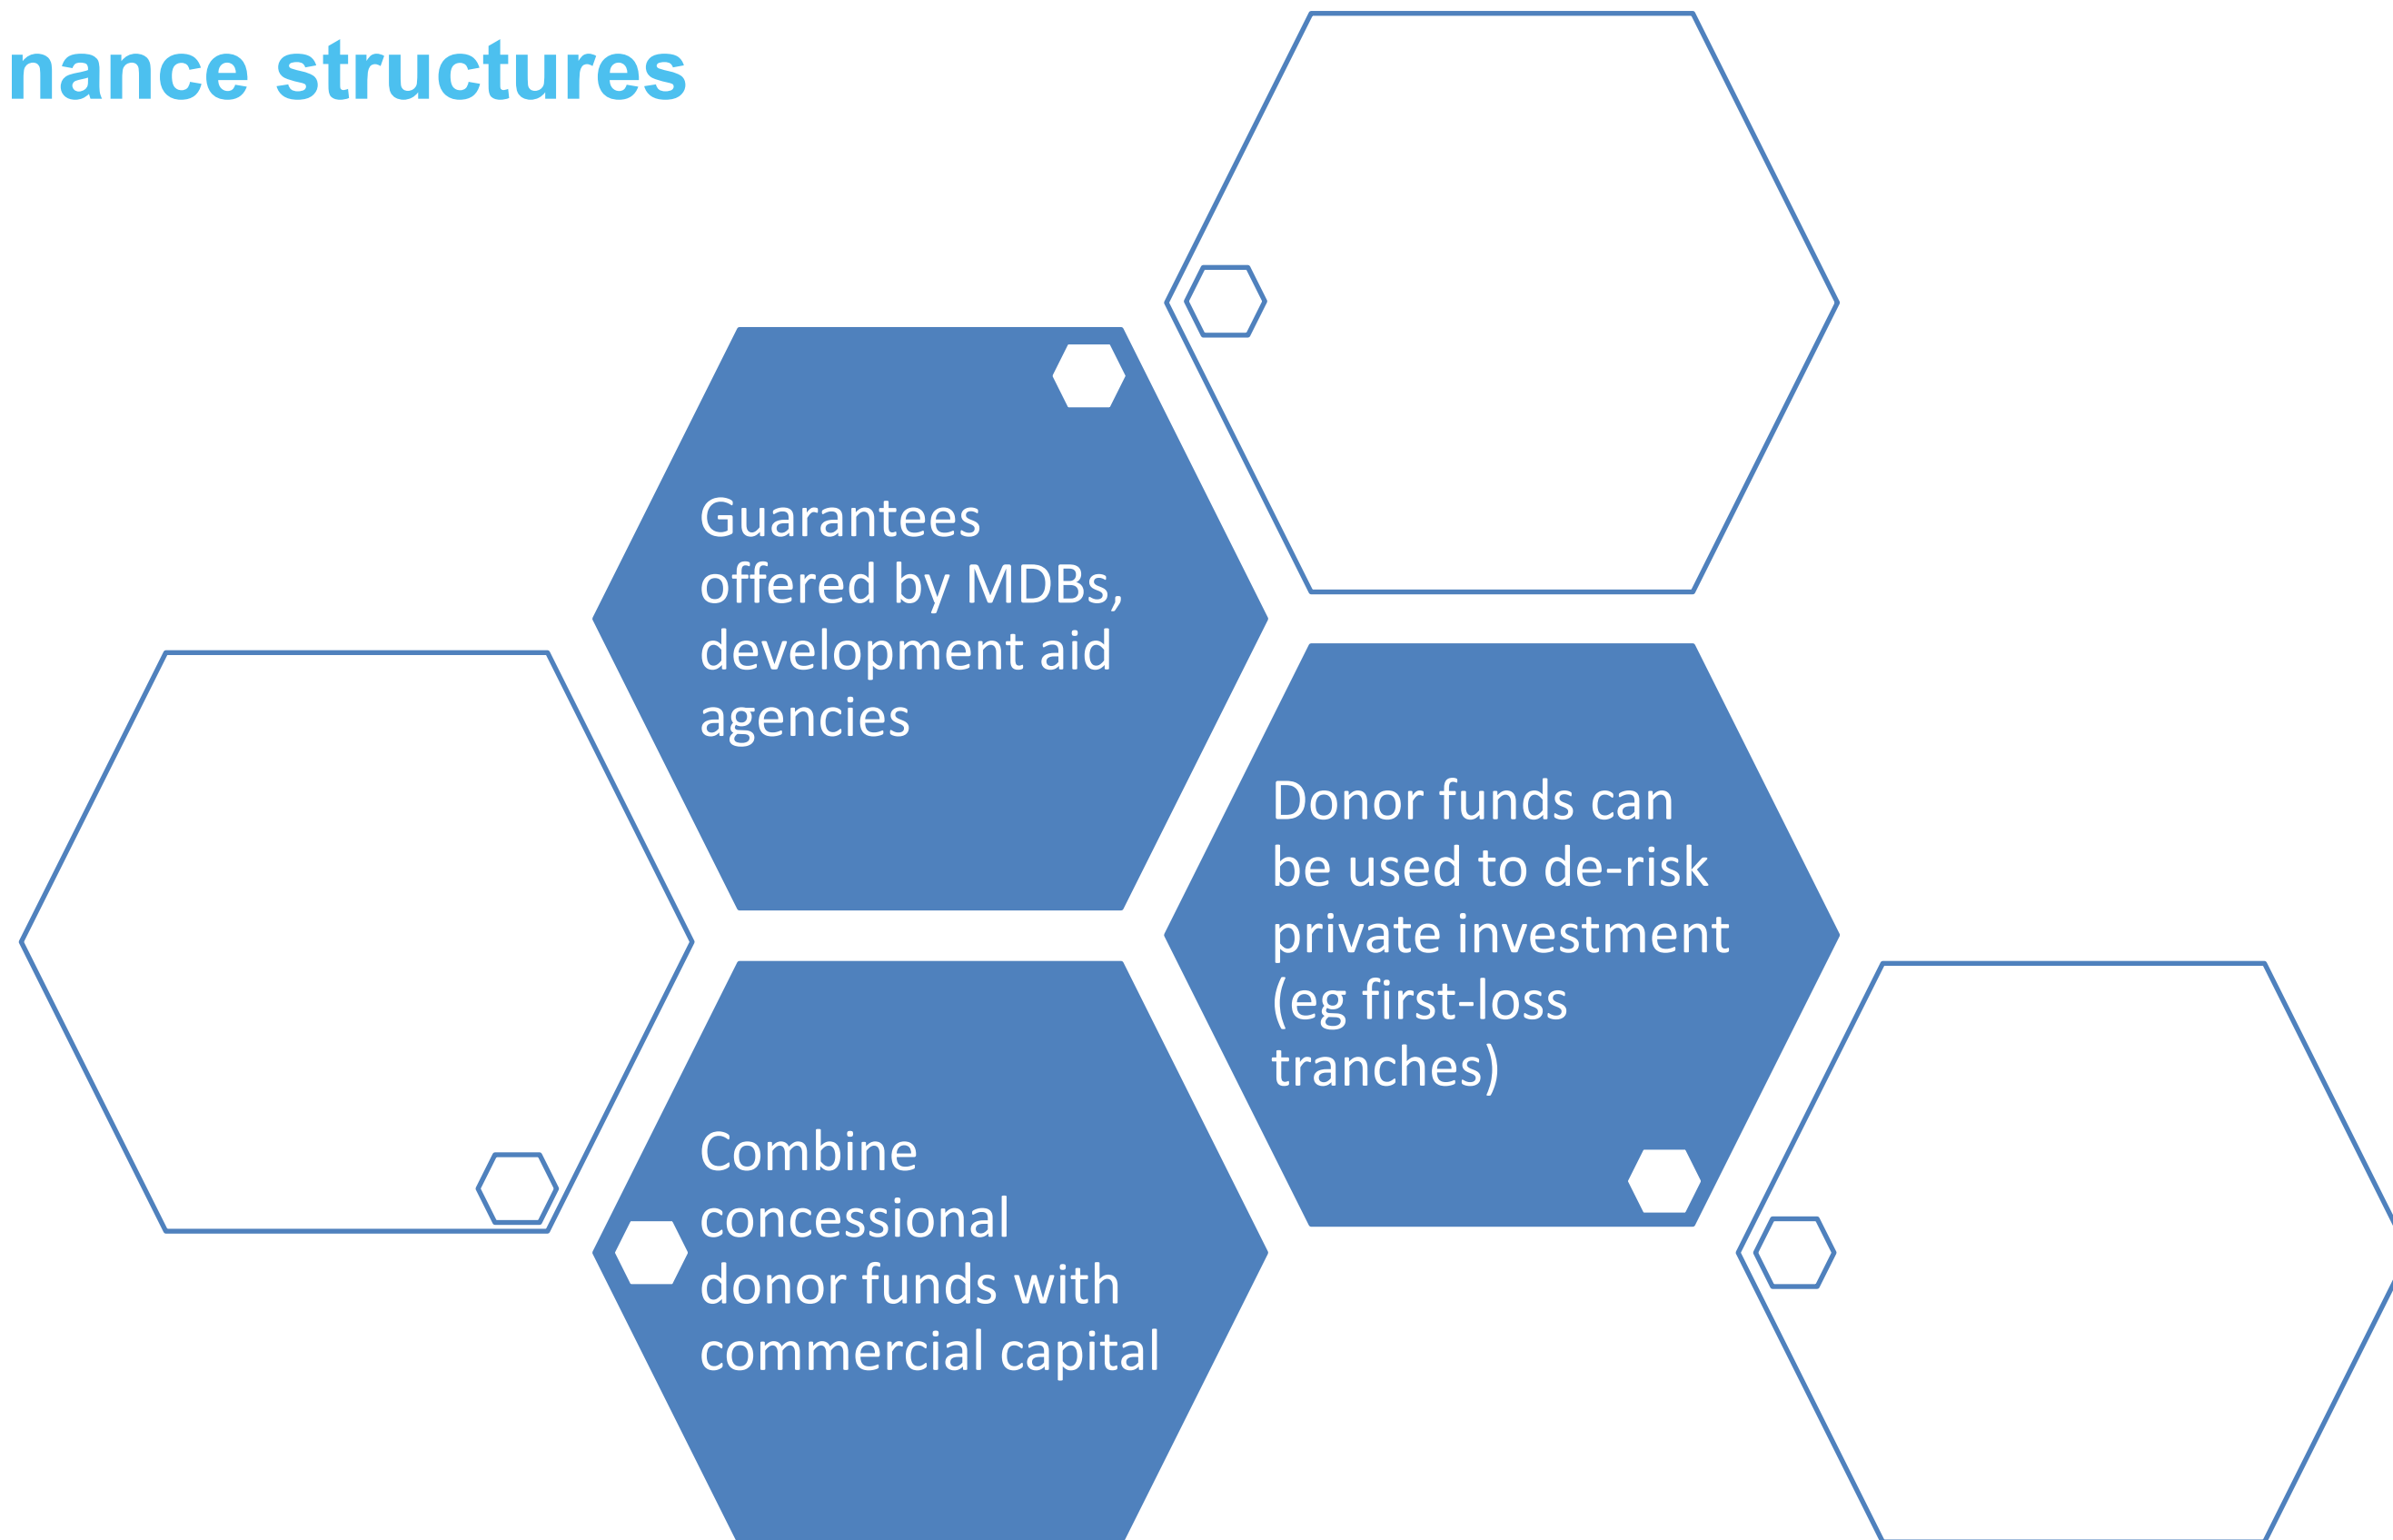 nance structures
Guarantees
offered by MDBs,
development aid
agencies
Donor funds can
be used to de-risk
private investment
(eg first-loss
tranches)
Combine
concessional
donor funds with
commercial capital